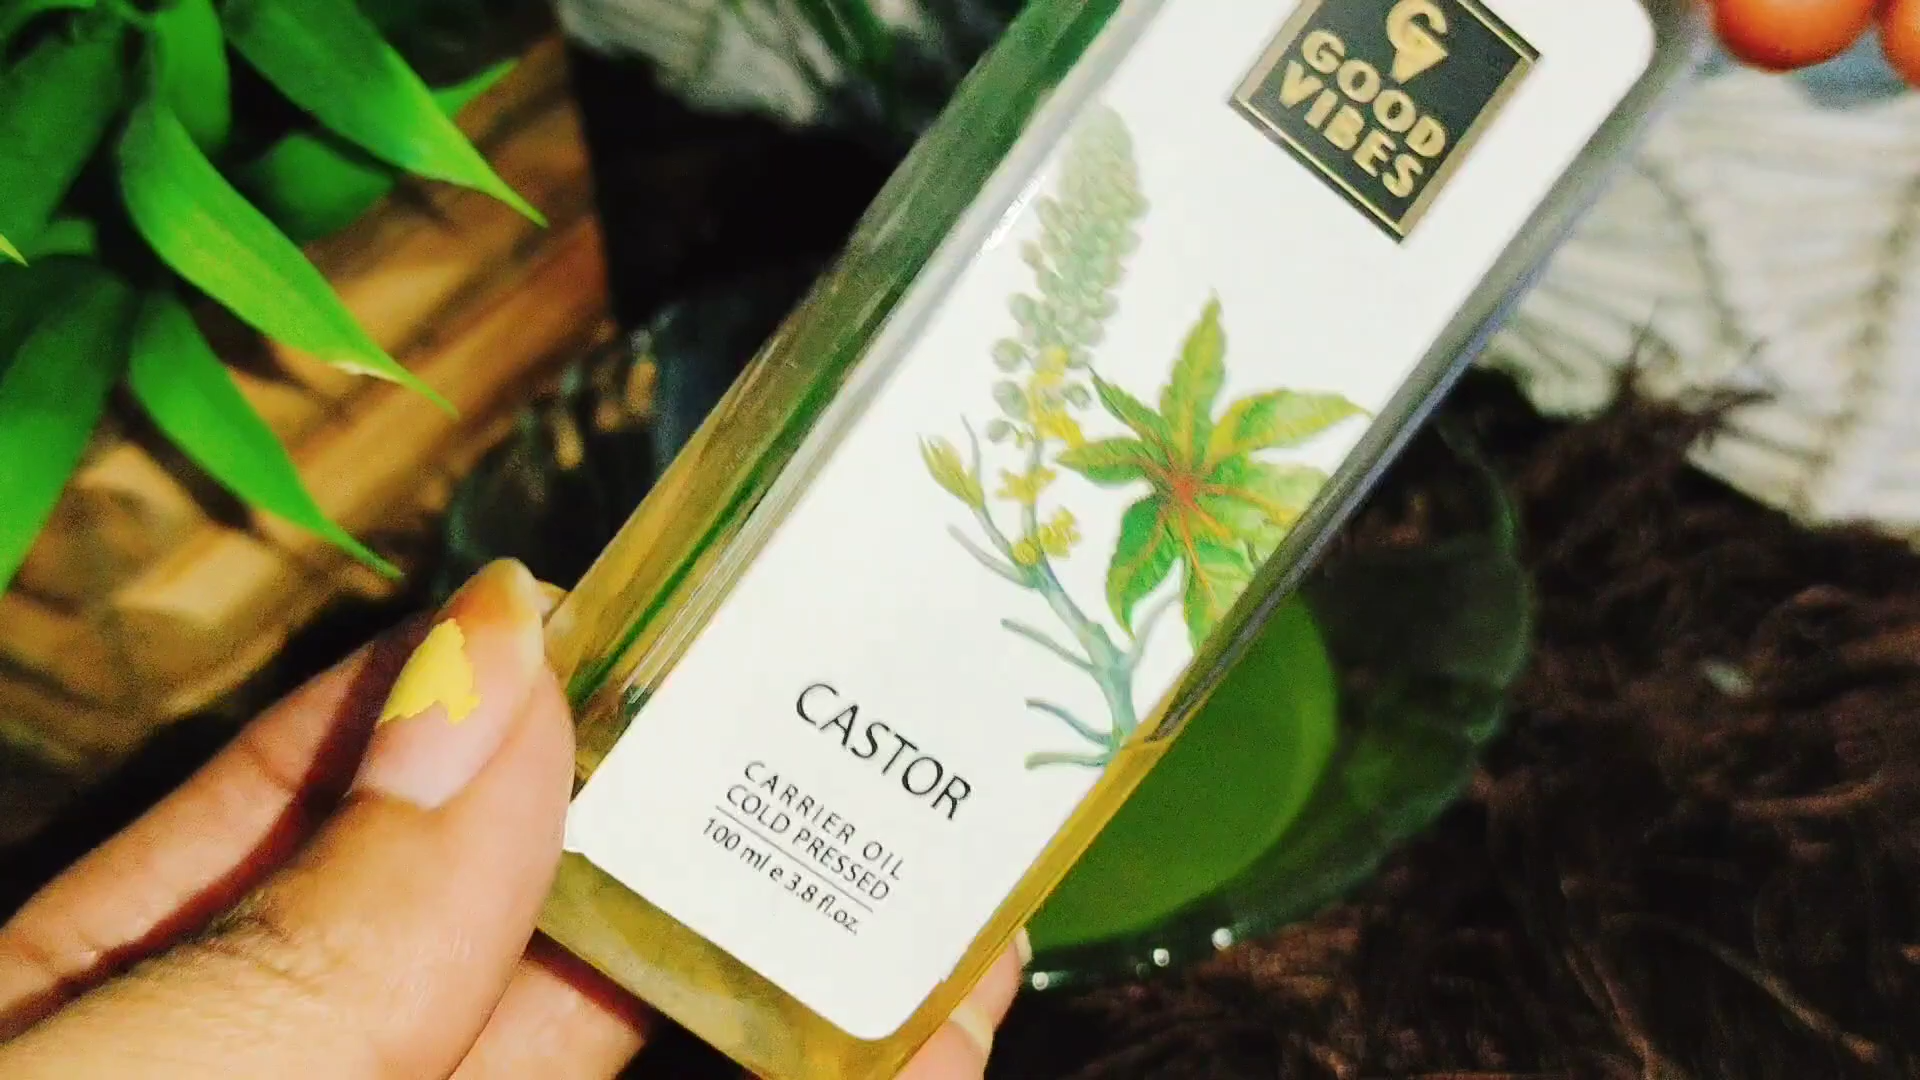 GOOD
VIBES
CASTOR
CARRIER OIL
COLD PRESSED
100 ml e 3.8 fl.oz.